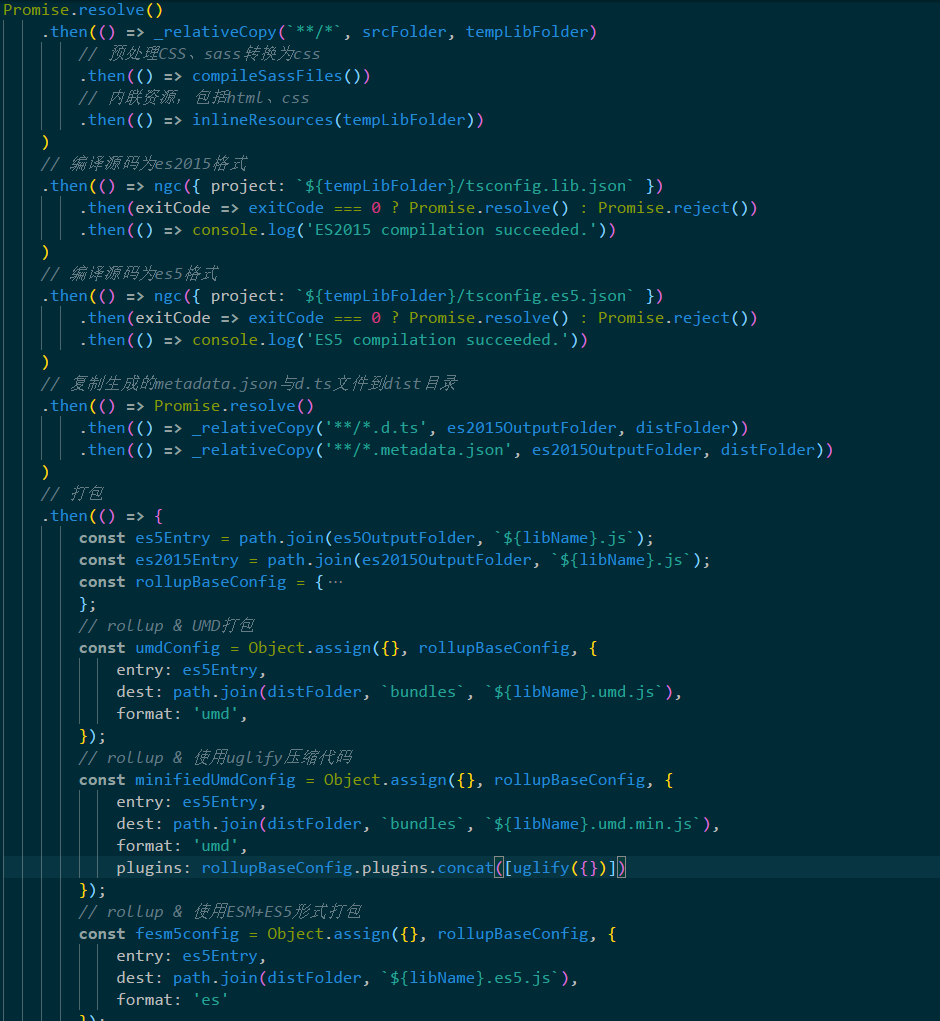 Promise.resolve()
    .then(() => _relativeCopy(`**/*`, srcFolder, tempLibFolder)
        // 预处理CSS、sass转换为css
        .then(() => compileSassFiles())
        // 内联资源，包括html、css
        .then(() => inlineResources(tempLibFolder))
    )
    // 编译源码为es2015格式
    .then(() => ngc({ project: `${tempLibFolder}/tsconfig.lib.json` })
        .then(exitCode => exitCode === 0 ? Promise.resolve() : Promise.reject())
        .then(() => console.log('ES2015 compilation succeeded.'))
    )
    // 编译源码为es5格式
    .then(() => ngc({ project: `${tempLibFolder}/tsconfig.es5.json` })
        .then(exitCode => exitCode === 0 ? Promise.resolve() : Promise.reject())
        .then(() => console.log('ES5 compilation succeeded.'))
    )
    // 复制生成的metadata.json与d.ts文件到dist目录
    .then(() => Promise.resolve()
        .then(() => _relativeCopy('**/*.d.ts', es2015OutputFolder, distFolder))
        .then(() => _relativeCopy('**/*.metadata.json', es2015OutputFolder, distFolder))
    )
    // 打包
    .then(() => {
        const es5Entry = path.join(es5OutputFolder, `${libName}.js`);
        const es2015Entry = path.join(es2015OutputFolder, `${libName}.js`);
        const rollupBaseConfig = {···
        };
        // rollup & UMD打包
        const umdConfig = Object.assign({}, rollupBaseConfig, {
            entry: es5Entry,
            dest: path.join(distFolder, `bundles`, `${libName}.umd.js`),
            format: 'umd',
        });
        // rollup & 使用uglify压缩代码
        const minifiedUmdConfig = Object.assign({}, rollupBaseConfig, {
            entry: es5Entry,
            dest: path.join(distFolder, `bundles`, `${libName}.umd.min.js`),
            format: 'umd',
            plugins: rollupBaseConfig.plugins.concat([uglify({})])
        });
        // rollup & 使用ESM+ES5形式打包
        const fesm5config = Object.assign({}, rollupBaseConfig, {
            entry: es5Entry,
            dest: path.join(distFolder, `${libName}.es5.js`),
            format: 'es'
        });